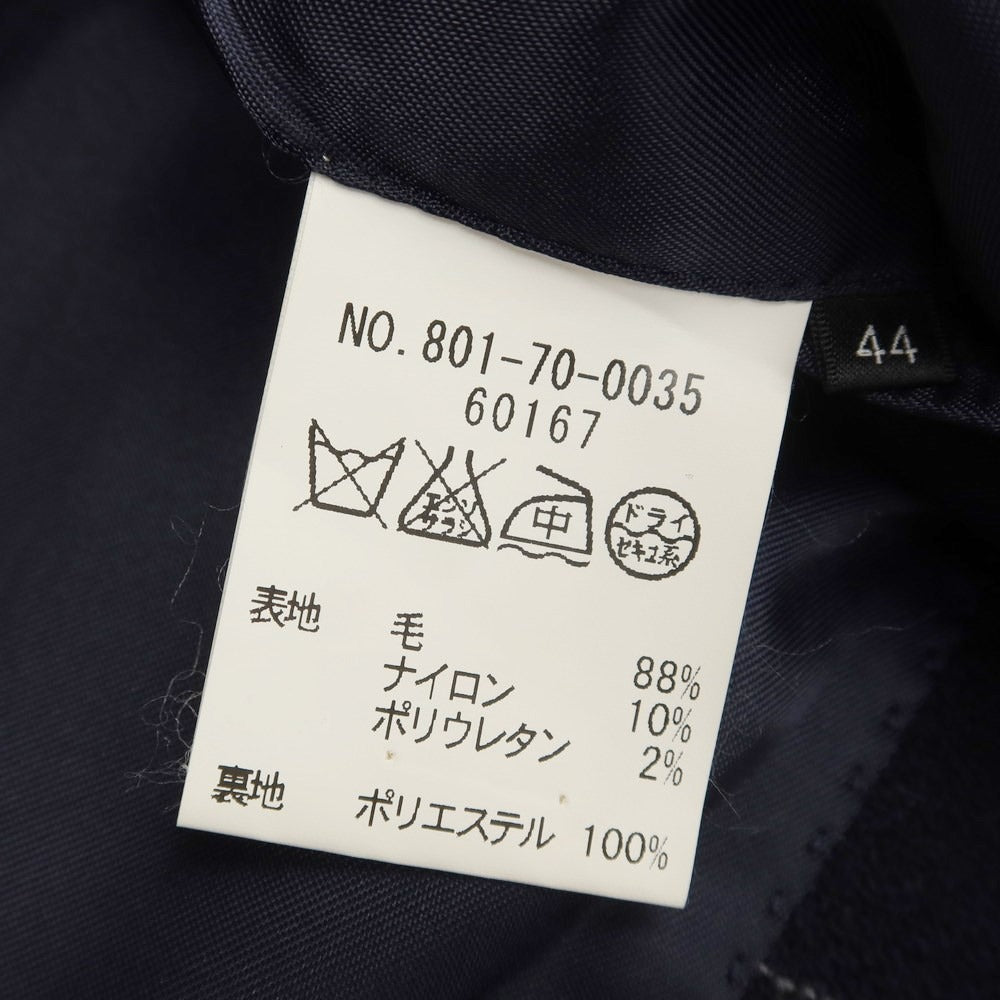 NO. 801-70-0035
60167
エンソ
サラシ
中
ドライ
セキユ系
表地 毛 88%
ナイロン 10%
ポリウレタン 2%
裏地 ポリエステル 100%
44